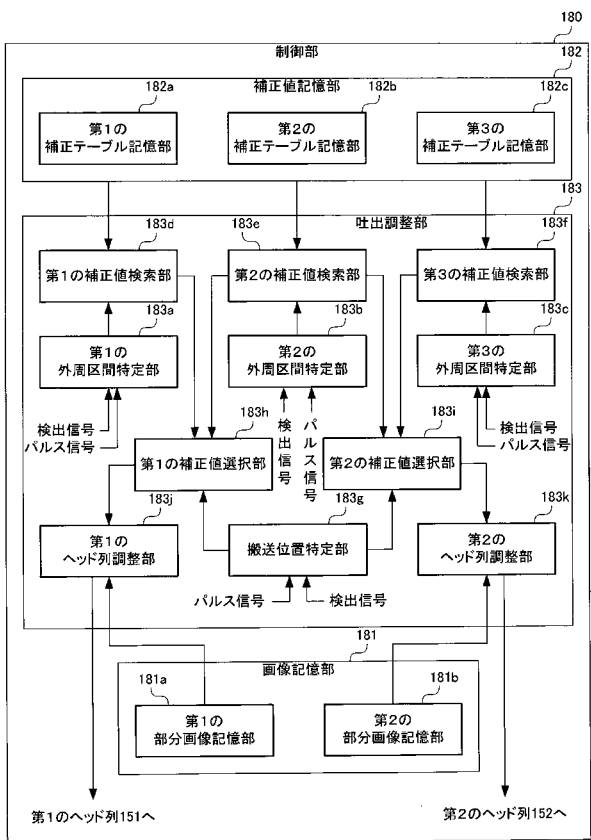 180
制御部
182
補正値記憶部
182a
182b
182c
第1の
補正テーブル記憶部
第2の
補正テーブル記憶部
第3の
補正テーブル記憶部
183
吐出調整部
183d
183e
183f
第1の補正値検索部
第2の補正値検索部
第3の補正値検索部
183a
183b
183c
第1の
外周区間特定部
第2の
外周区間特定部
第3の
外周区間特定部
検出信号
パルス信号
検出信号
パルス信号
検出信号
パルス信号
183h
183i
第1の補正値選択部
第2の補正値選択部
183j
183g
183k
第1の
ヘッド列調整部
搬送位置特定部
第2の
ヘッド列調整部
パルス信号
検出信号
181
画像記憶部
181a
181b
第1の
部分画像記憶部
第2の
部分画像記憶部
第1のヘッド列151へ
第2のヘッド列152へ